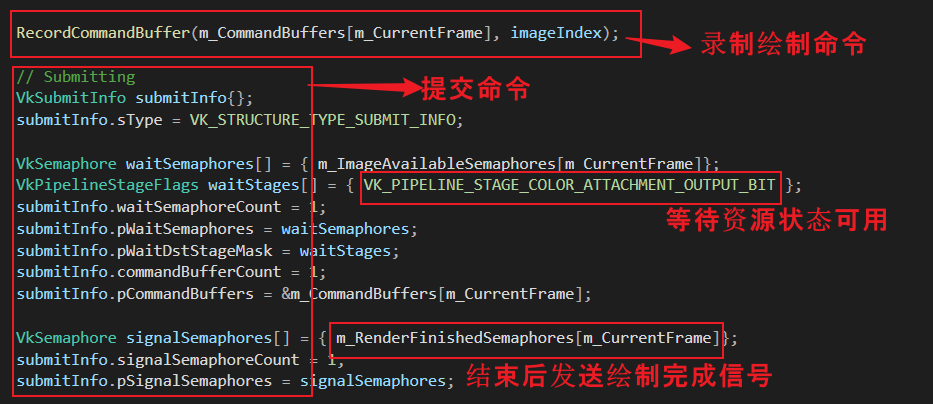 RecordCommandBuffer(m_CommandBuffers[m_CurrentFrame], imageIndex);
录制绘制命令
// Submitting
提交命令
VkSubmitInfo submitInfo{};
submitInfo.sType = VK_STRUCTURE_TYPE_SUBMIT_INFO;
VkSemaphore waitSemaphores[] = { m_ImageAvailableSemaphores[m_CurrentFrame]};
VkPipelineStageFlags waitStages[] = { VK_PIPELINE_STAGE_COLOR_ATTACHMENT_OUTPUT_BIT };
submitInfo.waitSemaphoreCount = 1;
等待资源状态可用
submitInfo.pWaitSemaphores = waitSemaphores;
submitInfo.pWaitDstStageMask = waitStages;
submitInfo.commandBufferCount = 1;
submitInfo.pCommandBuffers = &m_CommandBuffers[m_CurrentFrame];
VkSemaphore signalSemaphores[] = { m_RenderFinishedSemaphores[m_CurrentFrame]};
submitInfo.signalSemaphoreCount = 1;
submitInfo.pSignalSemaphores = signalSemaphores;
结束后发送绘制完成信号